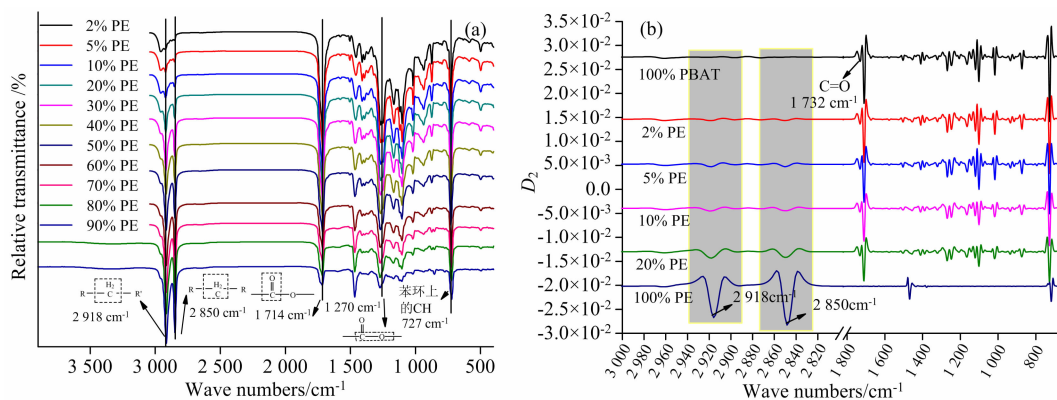 (a)
2% PE
5% PE
10% PE
20% PE
30% PE
40% PE
50% PE
60% PE
70% PE
80% PE
90% PE
Relative transmittance /%
H₂
R C R'
2 918 cm⁻¹
H₂
R C R
2 850 cm⁻¹
O
C O
1 714 cm⁻¹
1 270 cm⁻¹
O
C O
苯环上
的CH
727 cm⁻¹
3 500 3 000 2 500 2 000 1 500 1 000 500
Wave numbers/cm⁻¹
(b)
3.5×10⁻²
3.0×10⁻²
2.5×10⁻²
2.0×10⁻²
1.5×10⁻²
1.0×10⁻²
5.0×10⁻³
0.0
-5.0×10⁻³
-1.0×10⁻²
-1.5×10⁻²
-2.0×10⁻²
-2.5×10⁻²
-3.0×10⁻²
D₂
100% PBAT
C=O
1 732 cm⁻¹
2% PE
5% PE
10% PE
20% PE
100% PE
2 918 cm⁻¹
2 850 cm⁻¹
3 000 2 980 2 960 2 940 2 920 2 900 2 880 2 860 2 840 2 820 1 800 1 600 1 400 1 200 1 000 800
Wave numbers/cm⁻¹